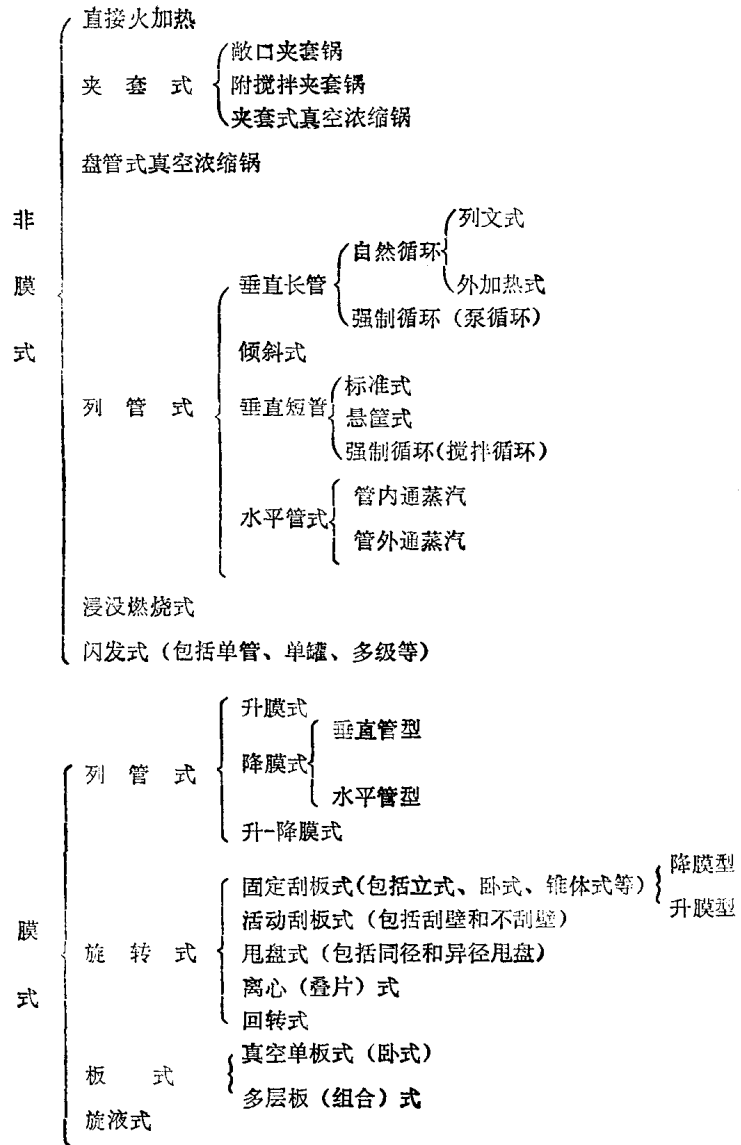 直接火加热
夹套式
敞口夹套锅
附搅拌夹套锅
夹套式真空浓缩锅
盘管式真空浓缩锅
非膜式
列管式
垂直长管
自然循环
列文式
外加热式
强制循环（泵循环）
倾斜式
垂直短管
标准式
悬筐式
强制循环(搅拌循环)
水平管式
管内通蒸汽
管外通蒸汽
浸没燃烧式
闪发式（包括单管、单罐、多级等）
膜式
列管式
升膜式
降膜式
垂直管型
水平管型
升-降膜式
旋转式
固定刮板式(包括立式、卧式、锥体式等)
降膜型
升膜型
活动刮板式（包括刮壁和不刮壁）
甩盘式（包括同径和异径甩盘)
离心（叠片）式
回转式
板式
真空单板式（卧式）
多层板（组合）式
旋液式